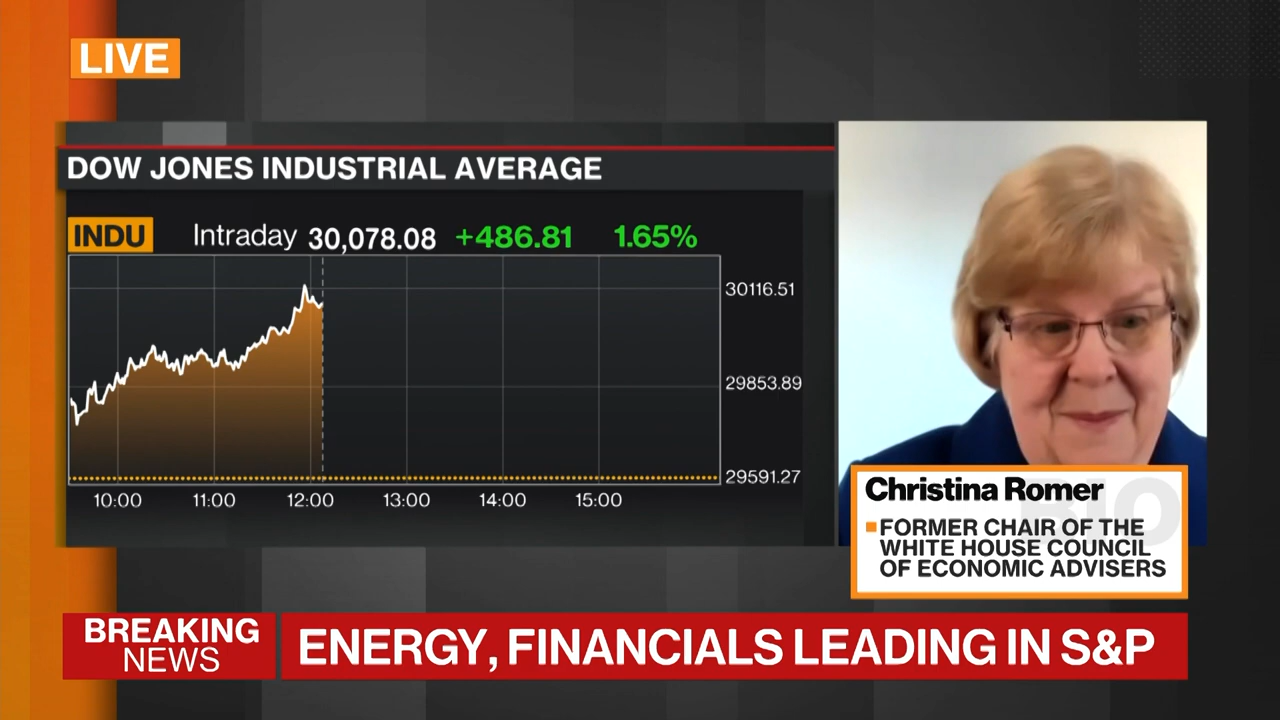 LIVE
DOW JONES INDUSTRIAL AVERAGE
INDU Intraday 30,078.08 +486.81 1.65%
30116.51
29853.89
29591.27
10:00 11:00 12:00 13:00 14:00 15:00
BIO
Christina Romer
FORMER CHAIR OF THE
WHITE HOUSE COUNCIL
OF ECONOMIC ADVISERS
BREAKING
NEWS
ENERGY, FINANCIALS LEADING IN S&P